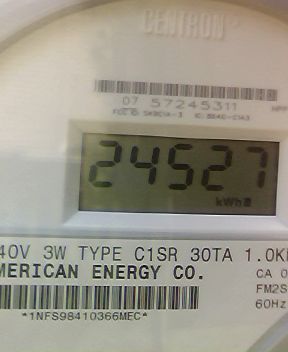 CENTRON
07 57245311
24527
kWh
40V 3W TYPE C1SR 30TA 1.0K
MERICAN ENERGY CO.
CA 0
FM2S
60Hz
*1NFS98410366MEC*